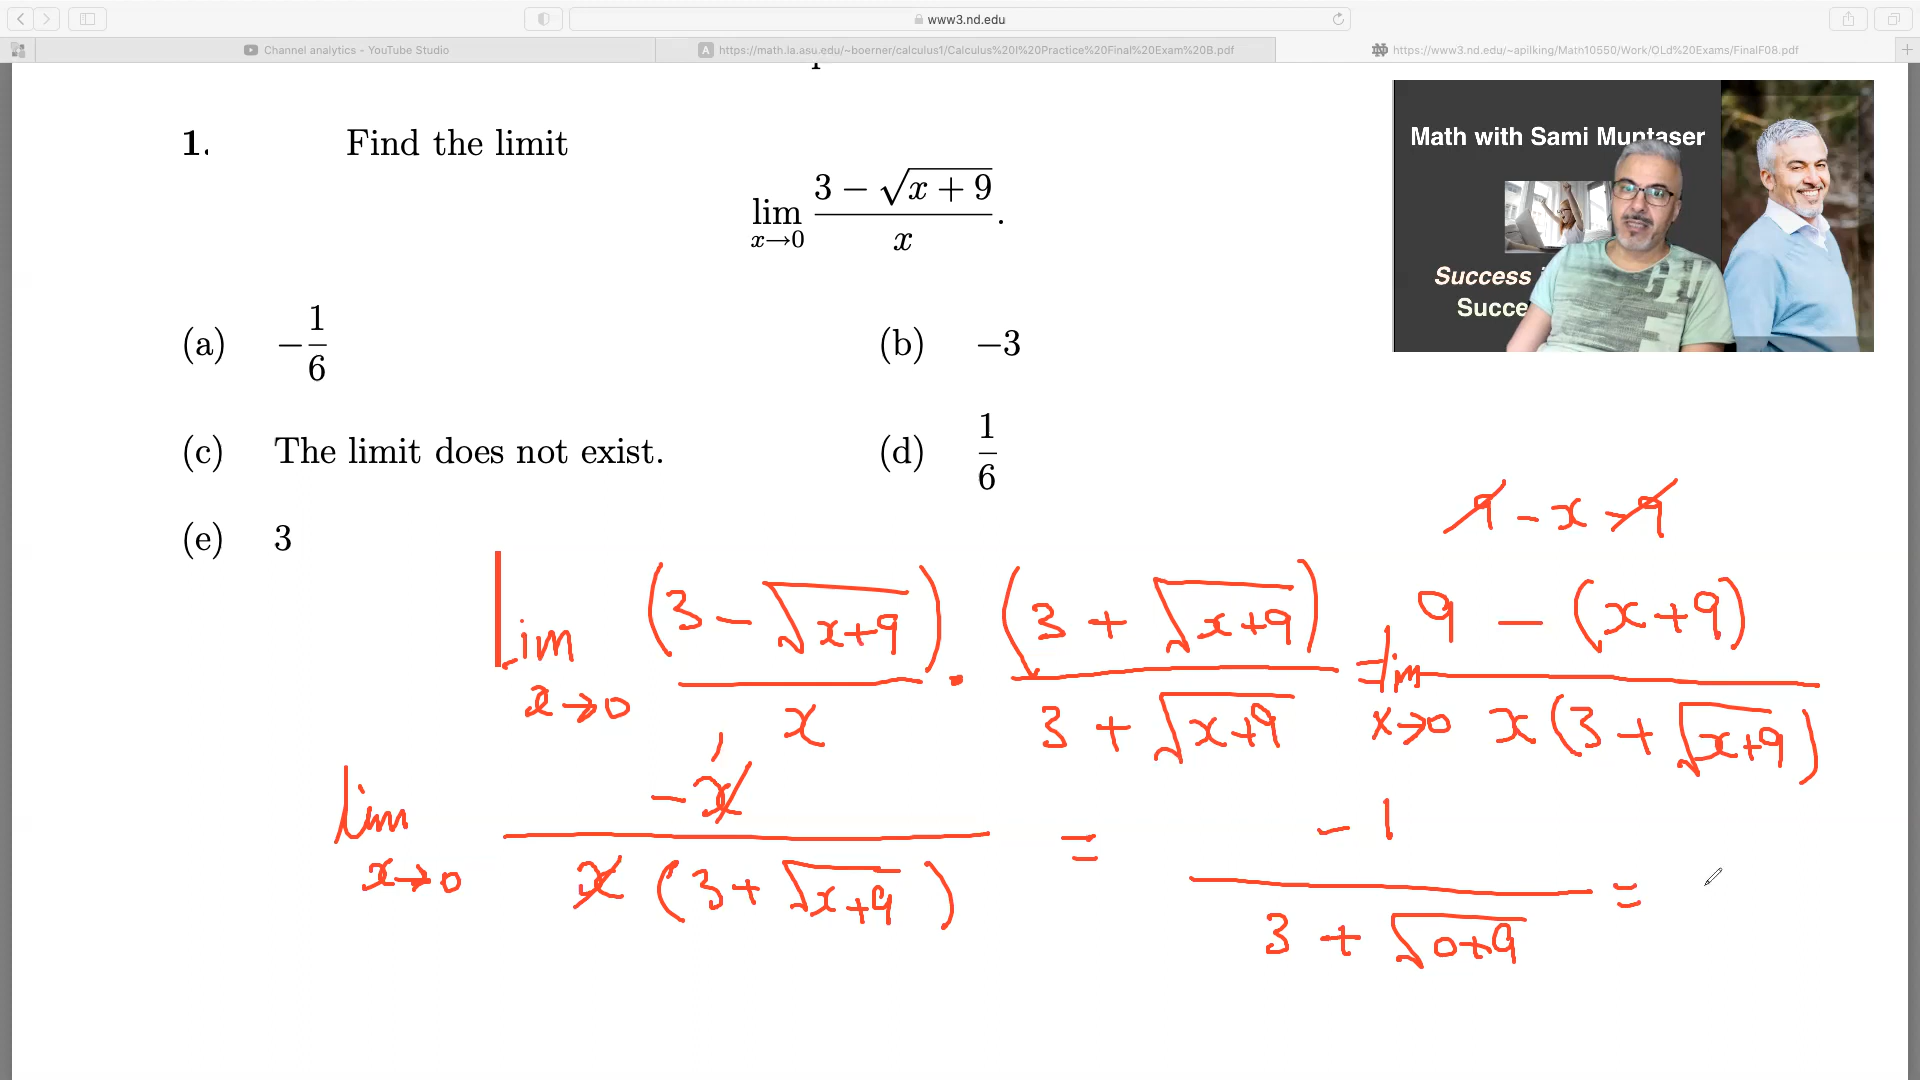 www3.nd.edu
Channel analytics - YouTube Studio
A https://math.la.asu.edu/~boerner/calculus1/Calculus%20I%20Practice%20Final%20Exam%20B.pdf
https://www3.nd.edu/~apilking/Math10550/Work/OLd%20Exams/FinalF08.pdf
1. Find the limit
lim x→0 (3 − √(x + 9)) / x.
(a) −1/6
(b) −3
(c) The limit does not exist.
(d) 1/6
(e) 3
Math with Sami Muntaser
Success
Succe
9 - x - 9
Lim x→0 (3 - √(x+9)) / x · (3 + √(x+9)) / (3 + √(x+9)) = lim x→0 (9 - (x+9)) / (x(3 + √(x+9)))
lim x→0 -x / (x(3 + √(x+9))) = -1 / (3 + √(0+9)) =